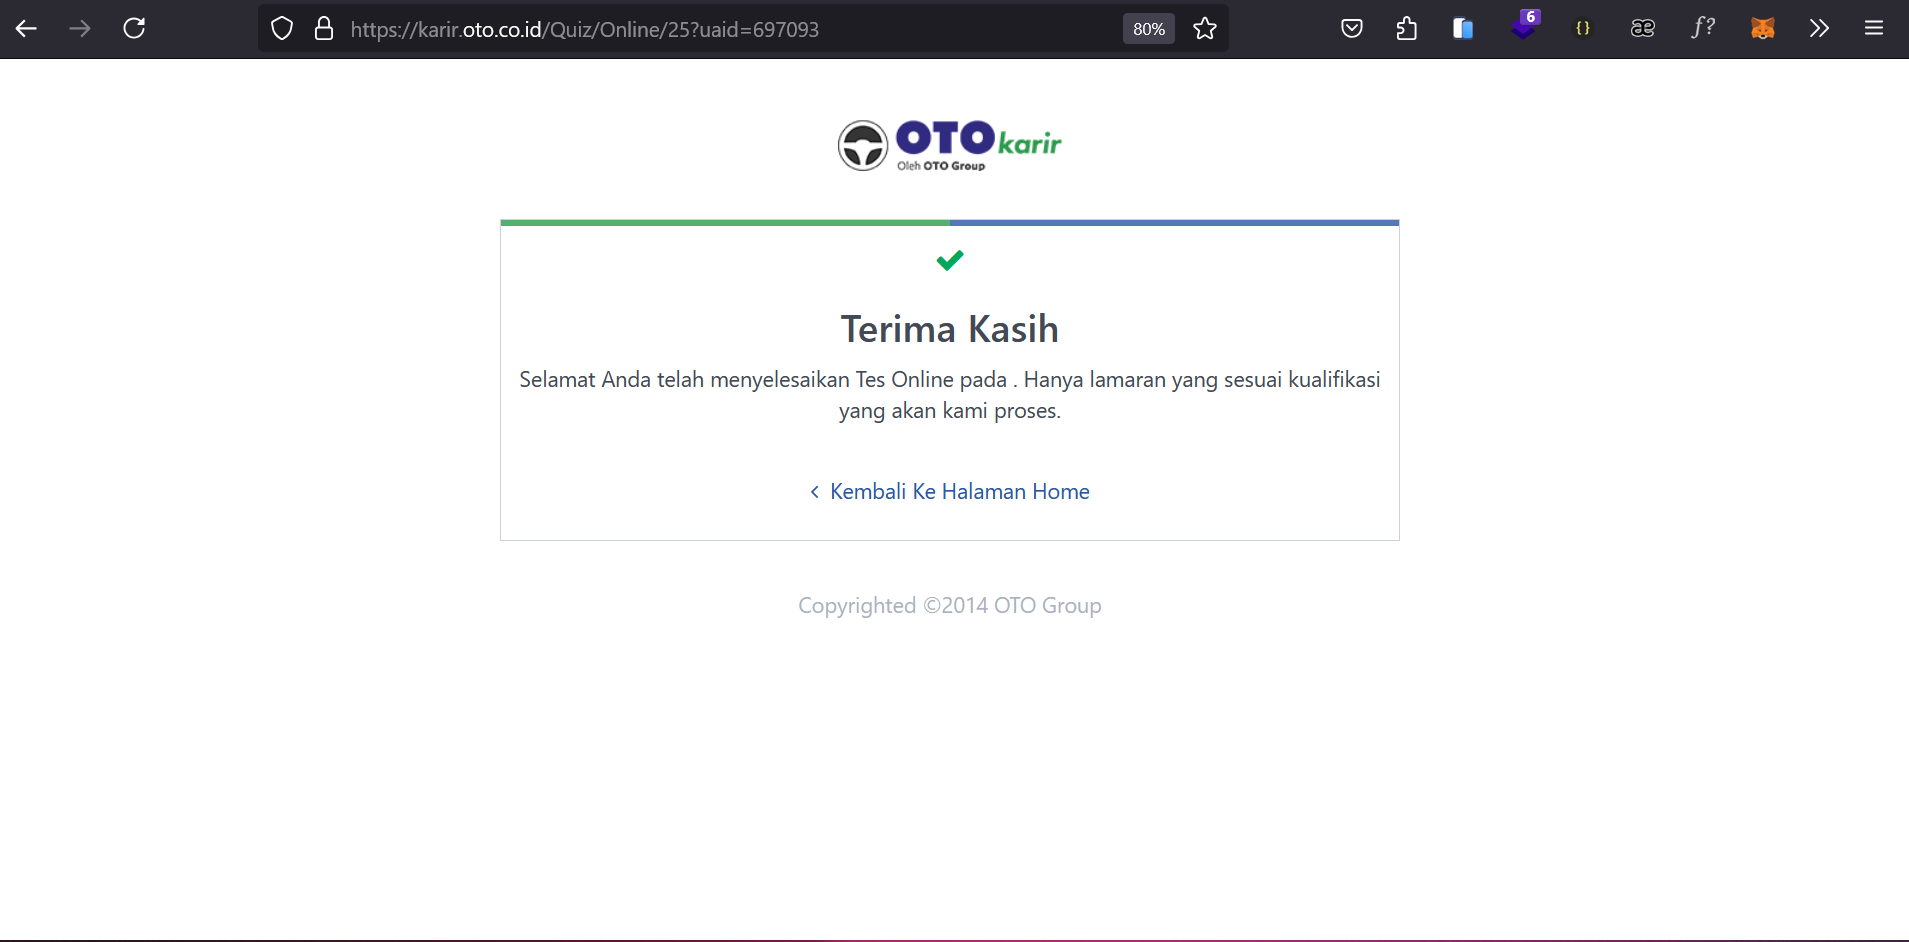 https://karir.oto.co.id/Quiz/Online/25?uaid=697093
80%
6
{}
æ
f?
OTO karir
Oleh OTO Group
Terima Kasih
Selamat Anda telah menyelesaikan Tes Online pada . Hanya lamaran yang sesuai kualifikasi
yang akan kami proses.
Kembali Ke Halaman Home
Copyrighted ©2014 OTO Group